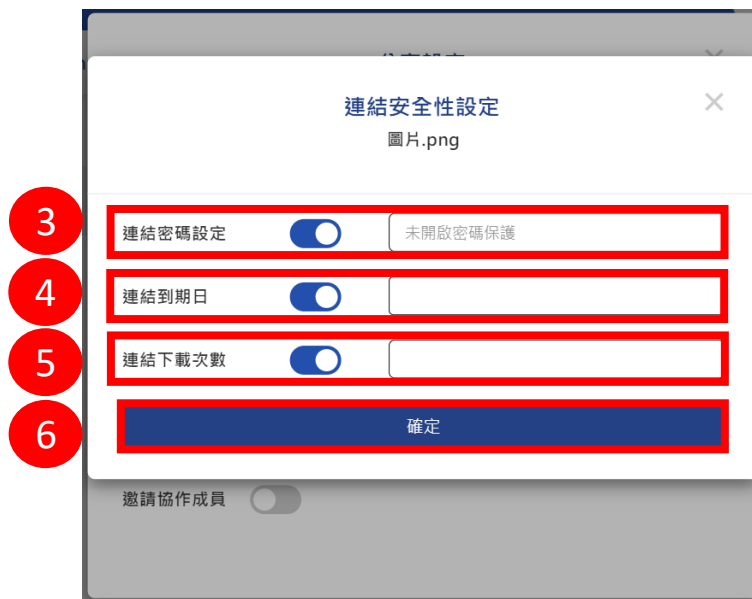 連結安全性設定
圖片.png
3 連結密碼設定 未開啟密碼保護
4 連結到期日
5 連結下載次數
6 確定
邀請協作成員